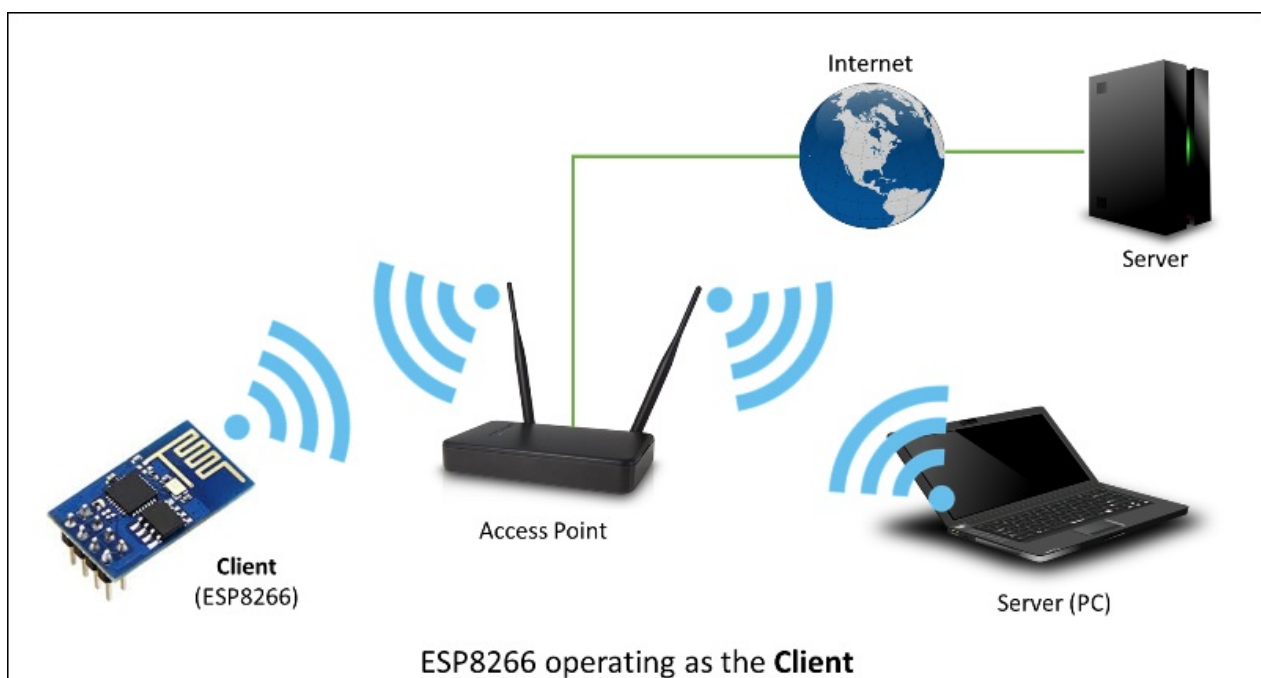 Internet
Server
Access Point
Client
(ESP8266)
Server (PC)
ESP8266 operating as the Client